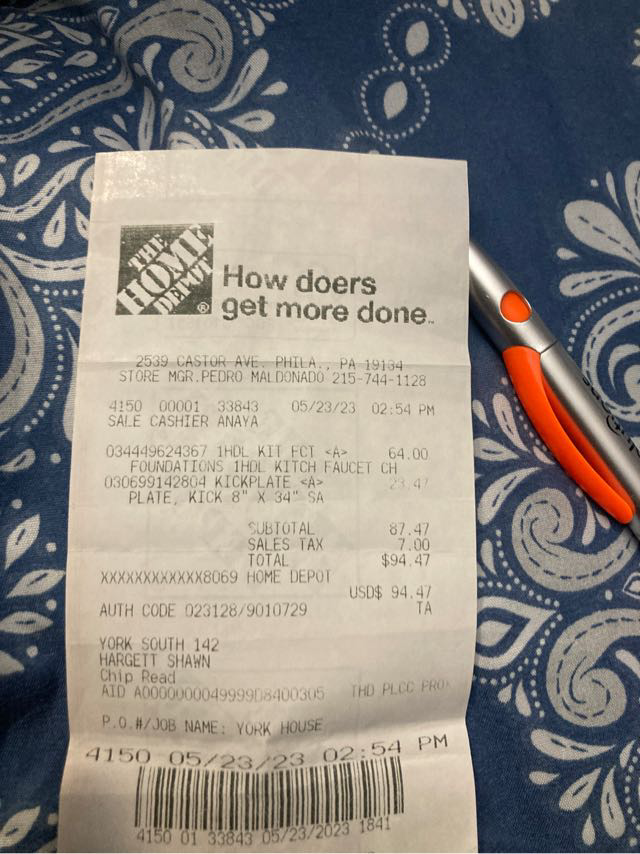 THE
HOME
DEPOT®
How doers
get more done™
2539 CASTOR AVE. PHILA., PA 19134
STORE MGR.PEDRO MALDONADO 215-744-1128
4150 00001 33843 05/23/23 02:54 PM
SALE CASHIER ANAYA
034449624367 1HDL KIT FCT <A> 64.00
FOUNDATIONS 1HDL KITCH FAUCET CH
030699142804 KICKPLATE <A> 23.47
PLATE, KICK 8" X 34" SA
SUBTOTAL 87.47
SALES TAX 7.00
TOTAL $94.47
XXXXXXXXXXXX8069 HOME DEPOT
USD$ 94.47
AUTH CODE 023128/9010729 TA
YORK SOUTH 142
HARGETT SHAWN
Chip Read
AID A0000000049999D8400305 THD PLCC PROX
P.O.#/JOB NAME: YORK HOUSE
4150 05/23/23 02:54 PM
4150 01 33843 05/23/2023 1841